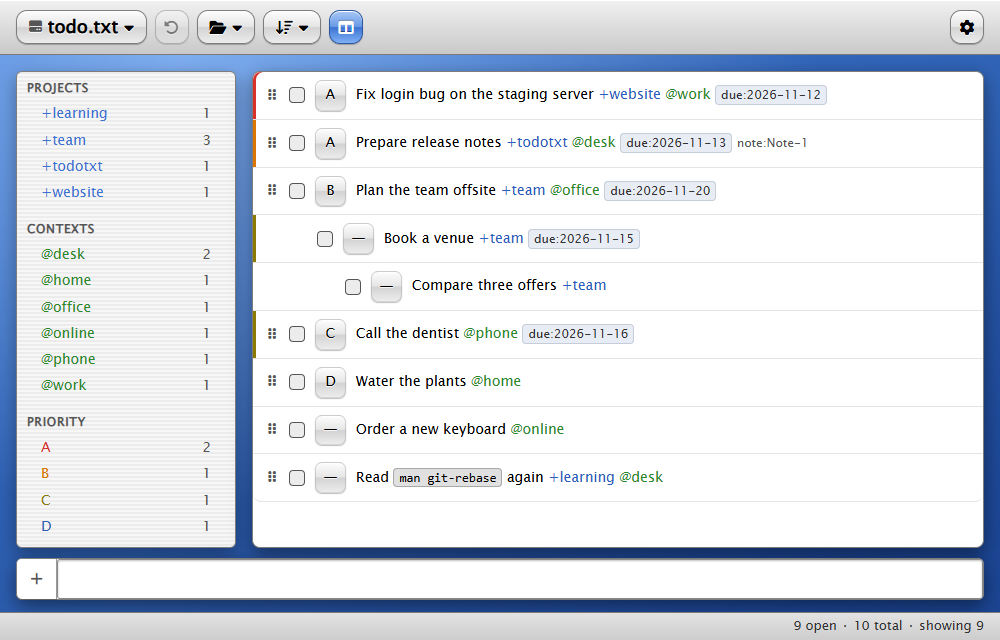 todo.txt
PROJECTS
+learning 1
+team 3
+todotxt 1
+website 1
CONTEXTS
@desk 2
@home 1
@office 1
@online 1
@phone 1
@work 1
PRIORITY
A 2
B 1
C 1
D 1
A Fix login bug on the staging server +website @work due:2026-11-12
A Prepare release notes +todotxt @desk due:2026-11-13 note:Note-1
B Plan the team offsite +team @office due:2026-11-20
— Book a venue +team due:2026-11-15
— Compare three offers +team
C Call the dentist @phone due:2026-11-16
D Water the plants @home
— Order a new keyboard @online
— Read man git-rebase again +learning @desk
+
9 open · 10 total · showing 9